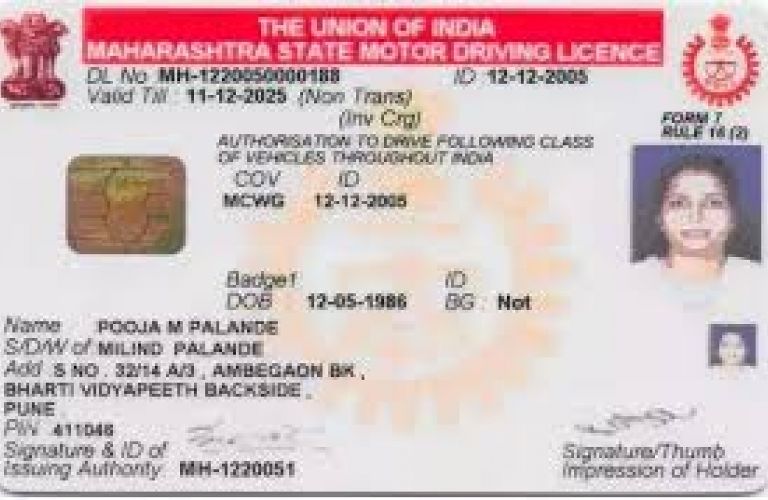 THE UNION OF INDIA
MAHARASHTRA STATE MOTOR DRIVING LICENCE
DL No MH-1220050000188 ID 12-12-2005
Valid Till : 11-12-2025 (Non Trans)
(Inv Crg)
FORM 7
RULE 16 (2)
AUTHORISATION TO DRIVE FOLLOWING CLASS
OF VEHICLES THROUGHOUT INDIA
COV ID
MCWG 12-12-2005
Badge1 ID
DOB 12-05-1986 BG : Not
Name POOJA M PALANDE
S/D/W of MILIND PALANDE
Add S NO . 32/14 A/3 , AMBEGAON BK ,
BHARTI VIDYAPEETH BACKSIDE ,
PUNE
PIN 411046
Signature & ID of
Issuing Authority MH-1220051
Signature/Thumb
Impression of Holder